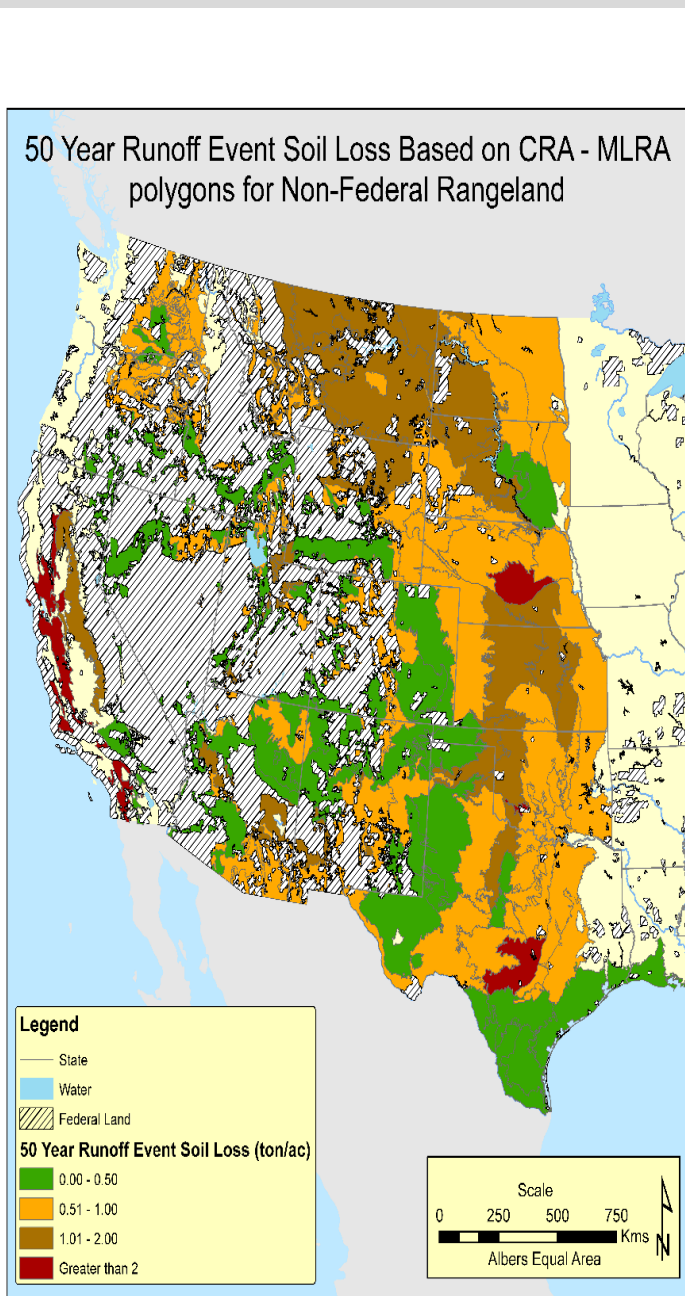 50 Year Runoff Event Soil Loss Based on CRA - MLRA
polygons for Non-Federal Rangeland
Legend
State
Water
Federal Land
50 Year Runoff Event Soil Loss (ton/ac)
0.00 - 0.50
0.51 - 1.00
1.01 - 2.00
Greater than 2
Scale
0 250 500 750
Kms
Albers Equal Area
N